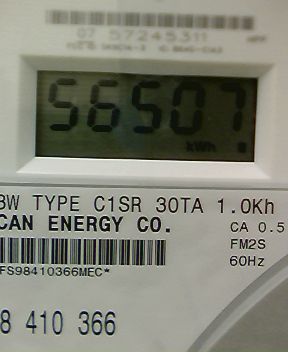 07 57245311
56507
kWh
3W TYPE C1SR 30TA 1.0Kh
CAN ENERGY CO.
CA 0.5
FM2S
60Hz
FS98410366MEC*
8 410 366